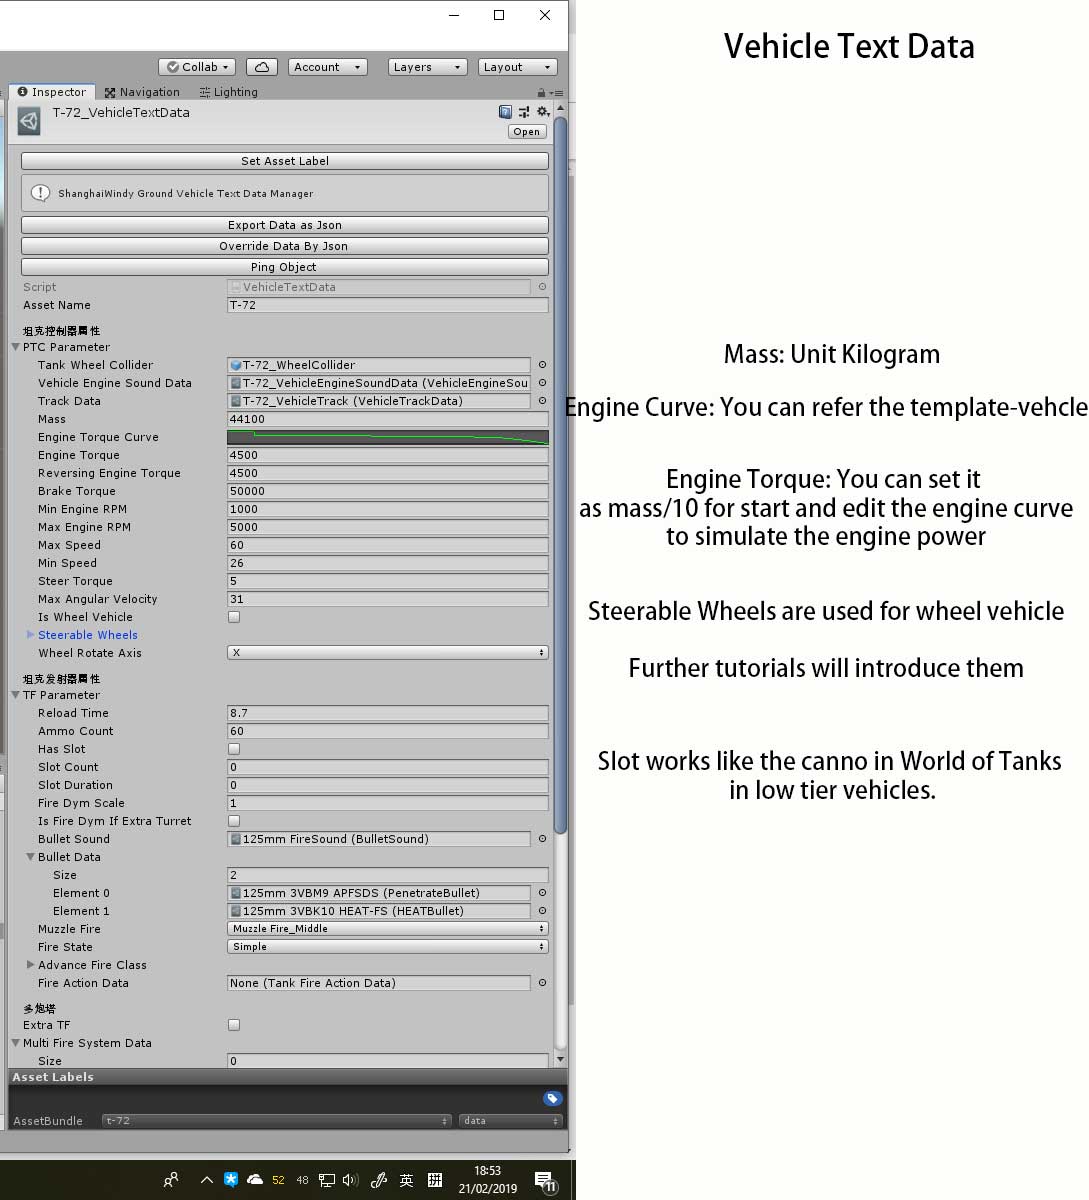 Vehicle Text Data
Collab
Account
Layers
Layout
Inspector
Navigation
Lighting
T-72_VehicleTextData
Open
Set Asset Label
ShanghaiWindy Ground Vehicle Text Data Manager
Export Data as Json
Override Data By Json
Ping Object
Script VehicleTextData
Asset Name T-72
坦克控制器属性
PTC Parameter
Tank Wheel Collider T-72_WheelCollider
Vehicle Engine Sound Data T-72_VehicleEngineSoundData (VehicleEngineSou
Track Data T-72_VehicleTrack (VehicleTrackData)
Mass 44100
Engine Torque Curve
Engine Torque 4500
Reversing Engine Torque 4500
Brake Torque 50000
Min Engine RPM 1000
Max Engine RPM 5000
Max Speed 60
Min Speed 26
Steer Torque 5
Max Angular Velocity 31
Is Wheel Vehicle
Steerable Wheels
Wheel Rotate Axis X
坦克发射器属性
TF Parameter
Reload Time 8.7
Ammo Count 60
Has Slot
Slot Count 0
Slot Duration 0
Fire Dym Scale 1
Is Fire Dym If Extra Turret
Bullet Sound 125mm FireSound (BulletSound)
Bullet Data
Size 2
Element 0 125mm 3VBM9 APFSDS (PenetrateBullet)
Element 1 125mm 3VBK10 HEAT-FS (HEATBullet)
Muzzle Fire Muzzle Fire_Middle
Fire State Simple
Advance Fire Class
Fire Action Data None (Tank Fire Action Data)
多炮塔
Extra TF
Multi Fire System Data
Size 0
Asset Labels
AssetBundle t-72 data
52 48 英 拼 18:53
21/02/2019
11
Mass: Unit Kilogram
Engine Curve: You can refer the template-vehcle
Engine Torque: You can set it
as mass/10 for start and edit the engine curve
to simulate the engine power
Steerable Wheels are used for wheel vehicle
Further tutorials will introduce them
Slot works like the canno in World of Tanks
in low tier vehicles.